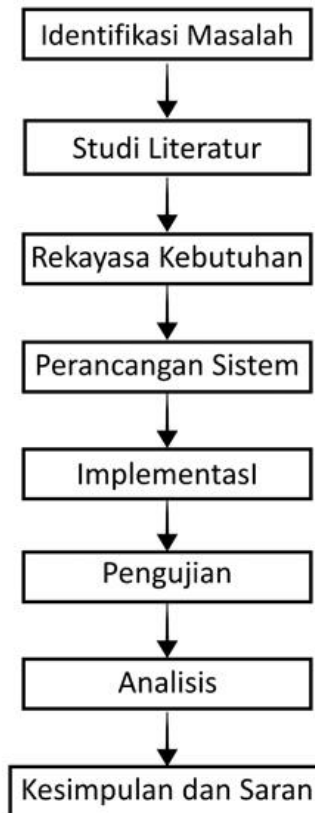 Identifikasi Masalah
Studi Literatur
Rekayasa Kebutuhan
Perancangan Sistem
ImplementasI
Pengujian
Analisis
Kesimpulan dan Saran